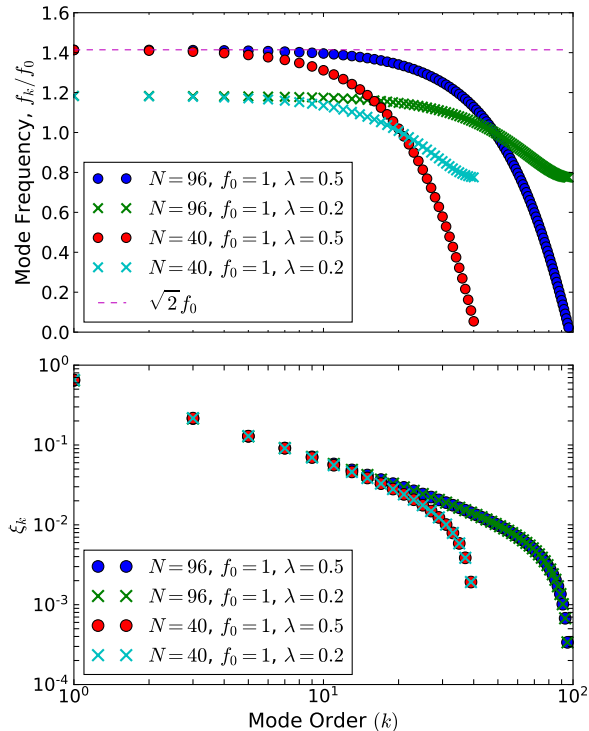 1.6
1.4
1.2
1.0
0.8
0.6
0.4
0.2
0.0
Mode Frequency, f_k/f_0
N=96, f_0=1, λ=0.5
N=96, f_0=1, λ=0.2
N=40, f_0=1, λ=0.5
N=40, f_0=1, λ=0.2
√2f_0
10^0
10^-1
10^-2
10^-3
10^-4
ξ_k
N=96, f_0=1, λ=0.5
N=96, f_0=1, λ=0.2
N=40, f_0=1, λ=0.5
N=40, f_0=1, λ=0.2
10^0 10^1 10^2
Mode Order (k)